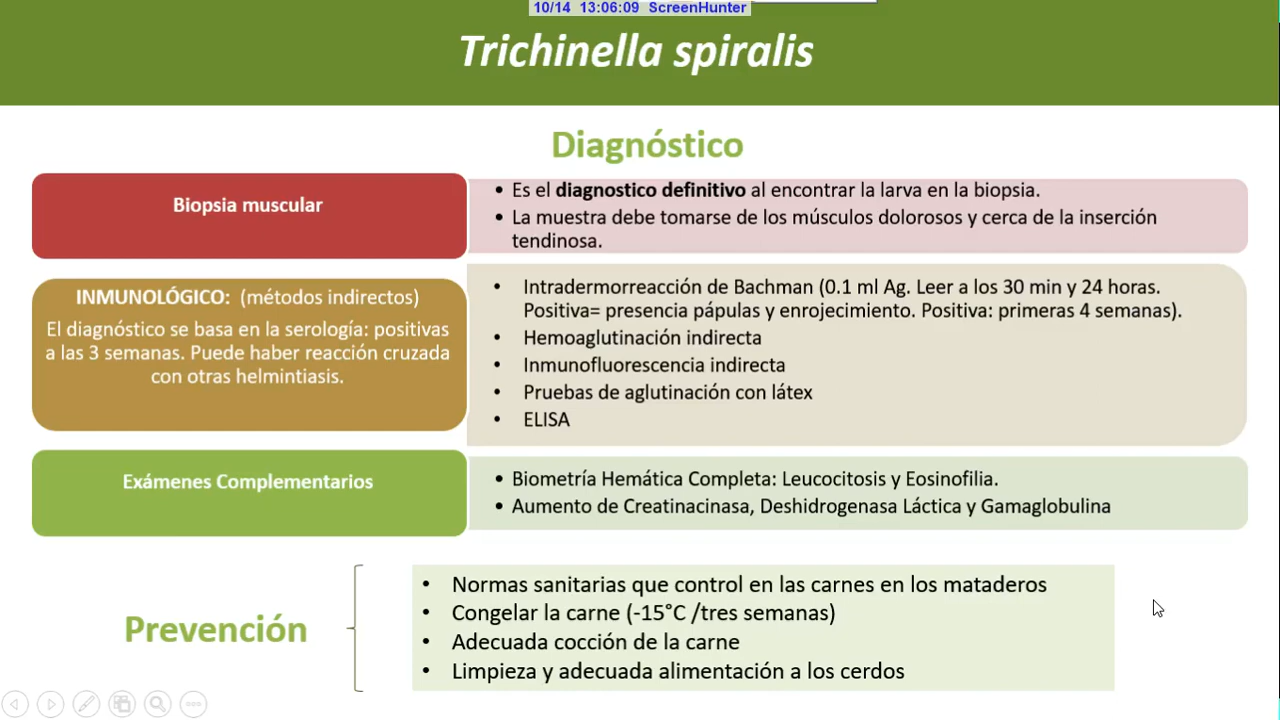 10/14 13:06:09 ScreenHunter
Trichinella spiralis
Diagnóstico
Biopsia muscular
• Es el diagnostico definitivo al encontrar la larva en la biopsia.
• La muestra debe tomarse de los músculos dolorosos y cerca de la inserción
tendinosa.
INMUNOLÓGICO: (métodos indirectos)
El diagnóstico se basa en la serología: positivas
a las 3 semanas. Puede haber reacción cruzada
con otras helmintiasis.
• Intradermorreacción de Bachman (0.1 ml Ag. Leer a los 30 min y 24 horas.
Positiva= presencia pápulas y enrojecimiento. Positiva: primeras 4 semanas).
• Hemoaglutinación indirecta
• Inmunofluorescencia indirecta
• Pruebas de aglutinación con látex
• ELISA
Exámenes Complementarios
• Biometría Hemática Completa: Leucocitosis y Eosinofilia.
• Aumento de Creatinacinasa, Deshidrogenasa Láctica y Gamaglobulina
Prevención
• Normas sanitarias que control en las carnes en los mataderos
• Congelar la carne (-15°C /tres semanas)
• Adecuada cocción de la carne
• Limpieza y adecuada alimentación a los cerdos